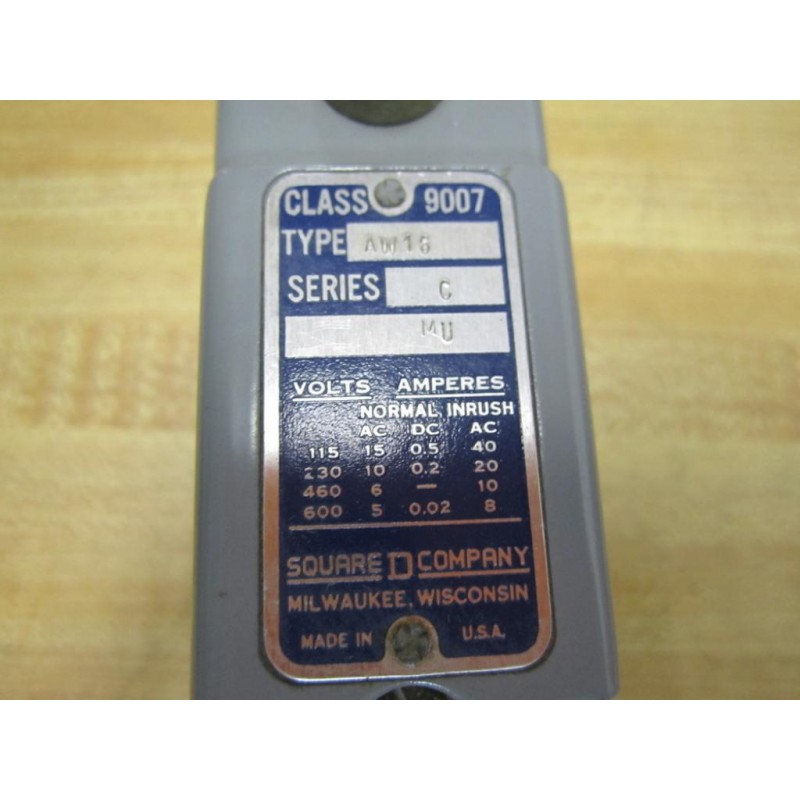 CLASS 9007
TYPE AW16
SERIES C
MU
VOLTS AMPERES
NORMAL INRUSH
AC DC AC
115 15 0.5 40
230 10 0.2 20
460 6 — 10
600 5 0.02 8
SQUARE D COMPANY
MILWAUKEE, WISCONSIN
MADE IN U.S.A.